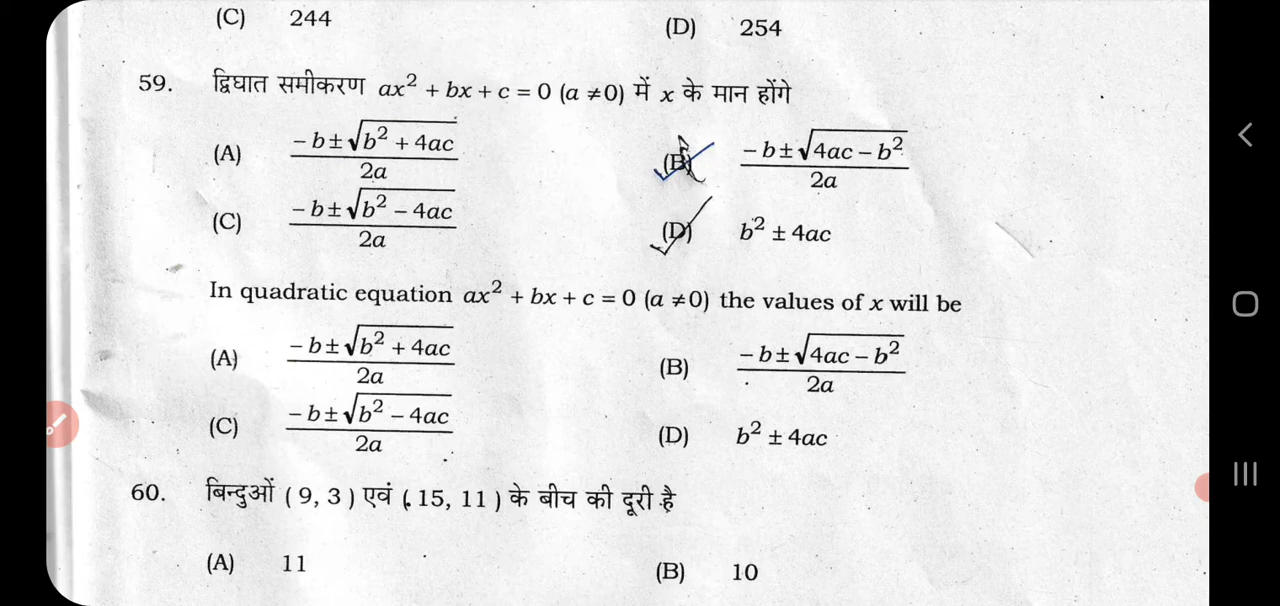 (C) 244 (D) 254
59. द्विघात समीकरण ax² + bx + c = 0 (a ≠ 0) में x के मान होंगे
(A) (−b ± √(b² + 4ac)) / 2a (B) (−b ± √(4ac − b²)) / 2a
(C) (−b ± √(b² − 4ac)) / 2a (D) b² ± 4ac
In quadratic equation ax² + bx + c = 0 (a ≠ 0) the values of x will be
(A) (−b ± √(b² + 4ac)) / 2a (B) (−b ± √(4ac − b²)) / 2a
(C) (−b ± √(b² − 4ac)) / 2a (D) b² ± 4ac
60. बिन्दुओं ( 9, 3 ) एवं ( 15, 11 ) के बीच की दूरी है
(A) 11 (B) 10